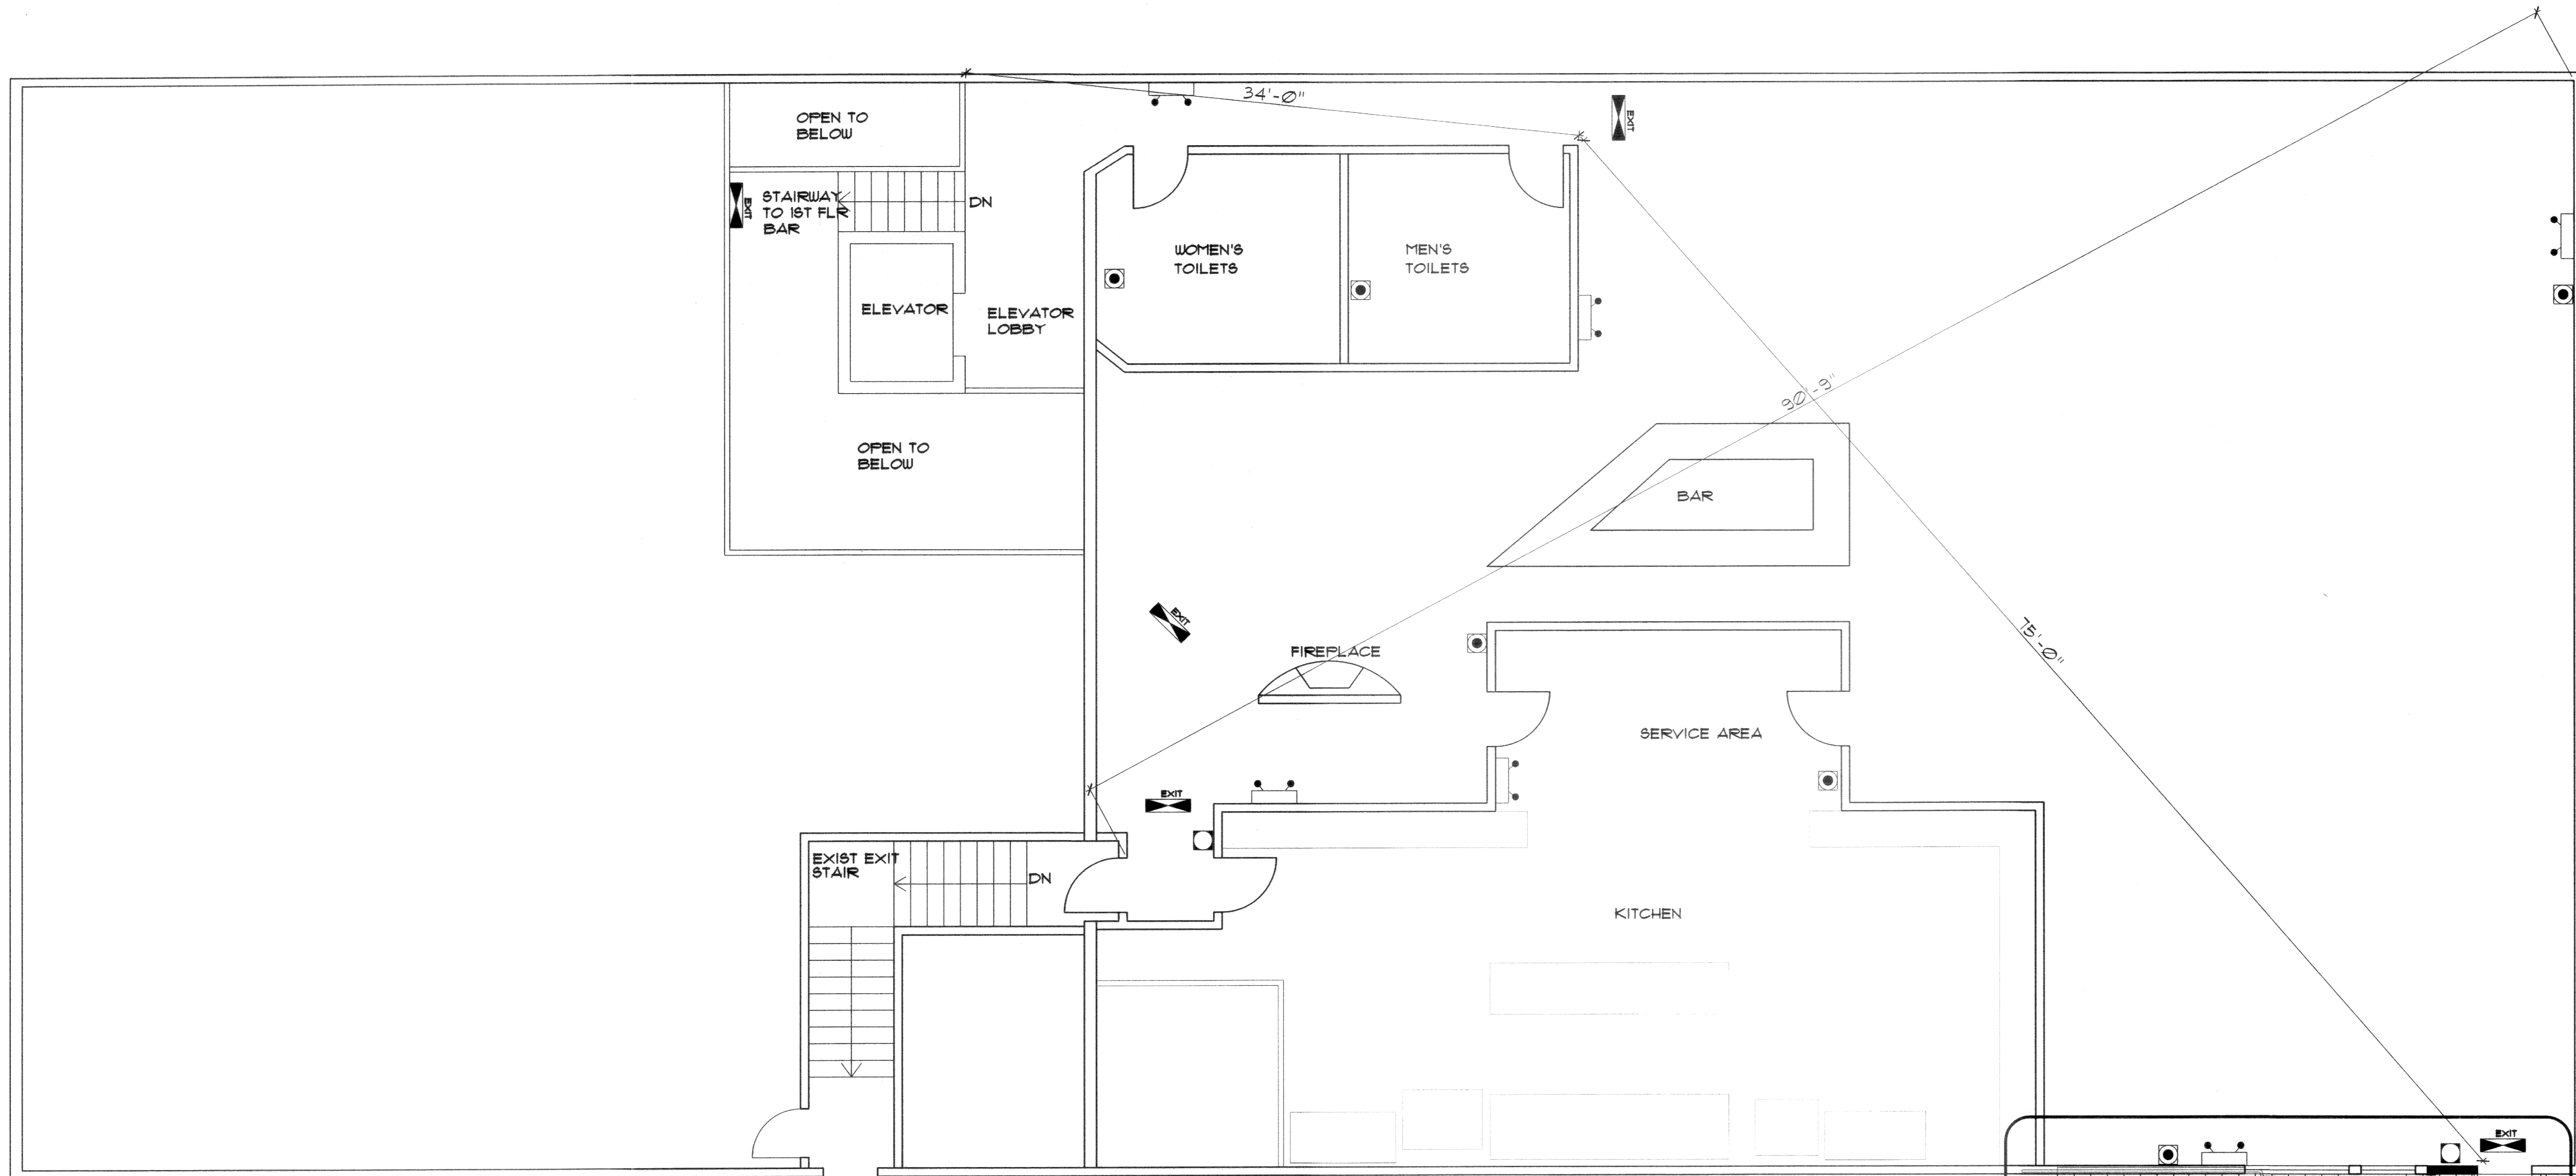 34'-0"
EXIT
OPEN TO
BELOW
EXIT
STAIRWAY
TO 1ST FLR
BAR
DN
WOMEN'S
TOILETS
MEN'S
TOILETS
ELEVATOR
ELEVATOR
LOBBY
90'-9"
OPEN TO
BELOW
BAR
EXIT
FIREPLACE
75'-0"
SERVICE AREA
EXIT
EXIST EXIT
STAIR
DN
KITCHEN
EXIT